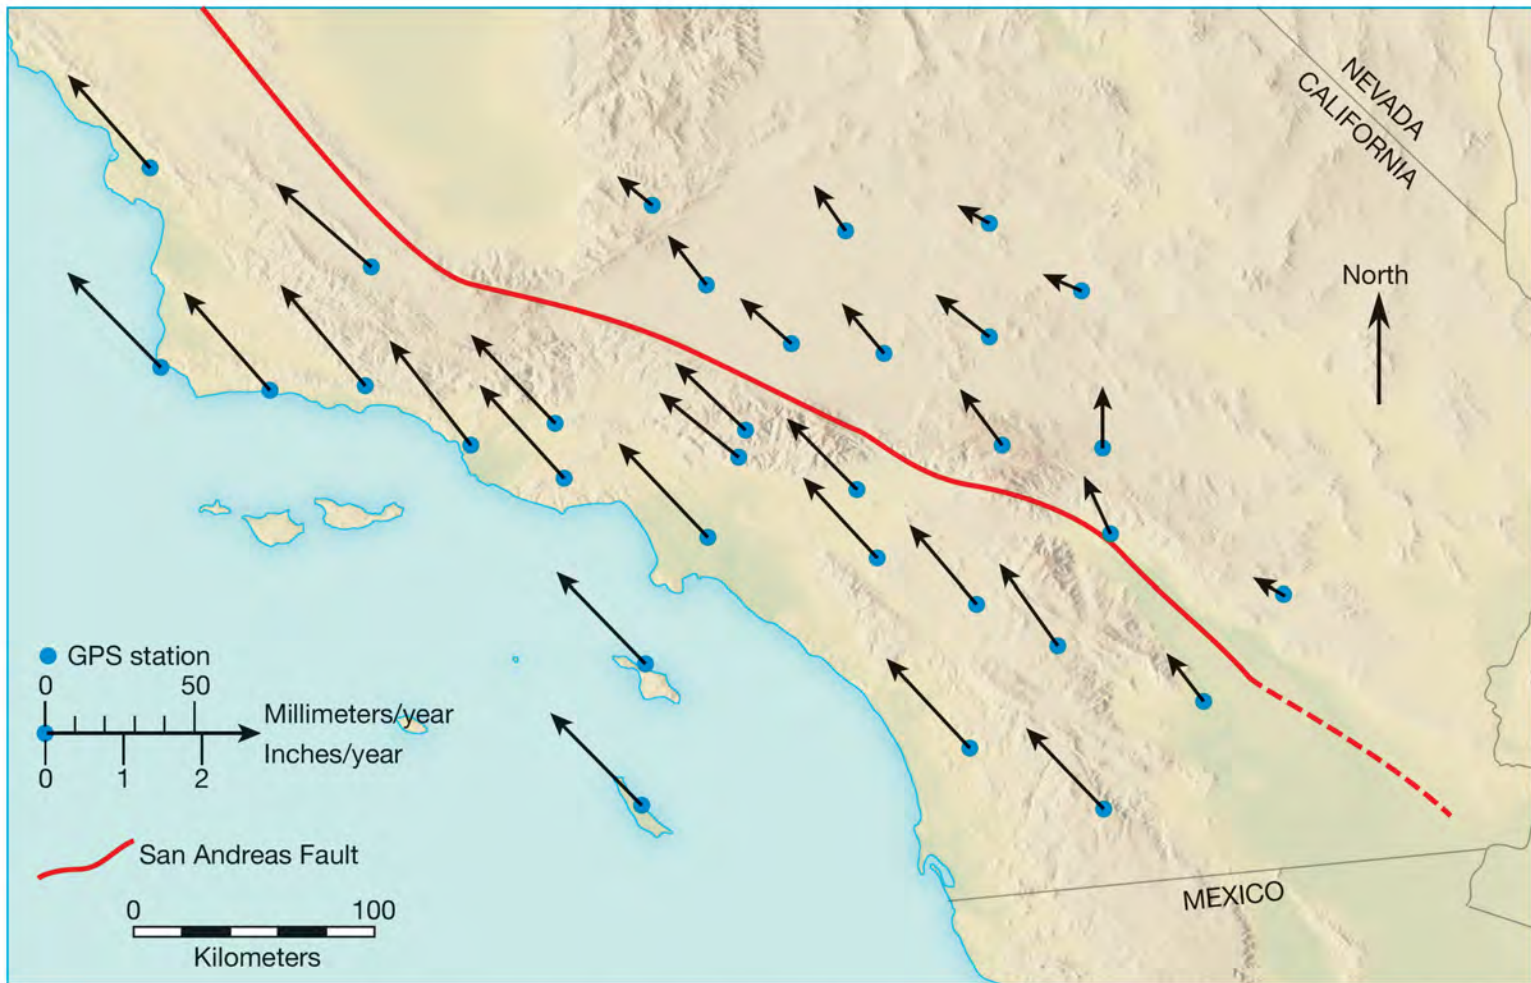 NEVADA
CALIFORNIA
North
GPS station
0 50
Millimeters/year
Inches/year
0 1 2
San Andreas Fault
0 100
Kilometers
MEXICO